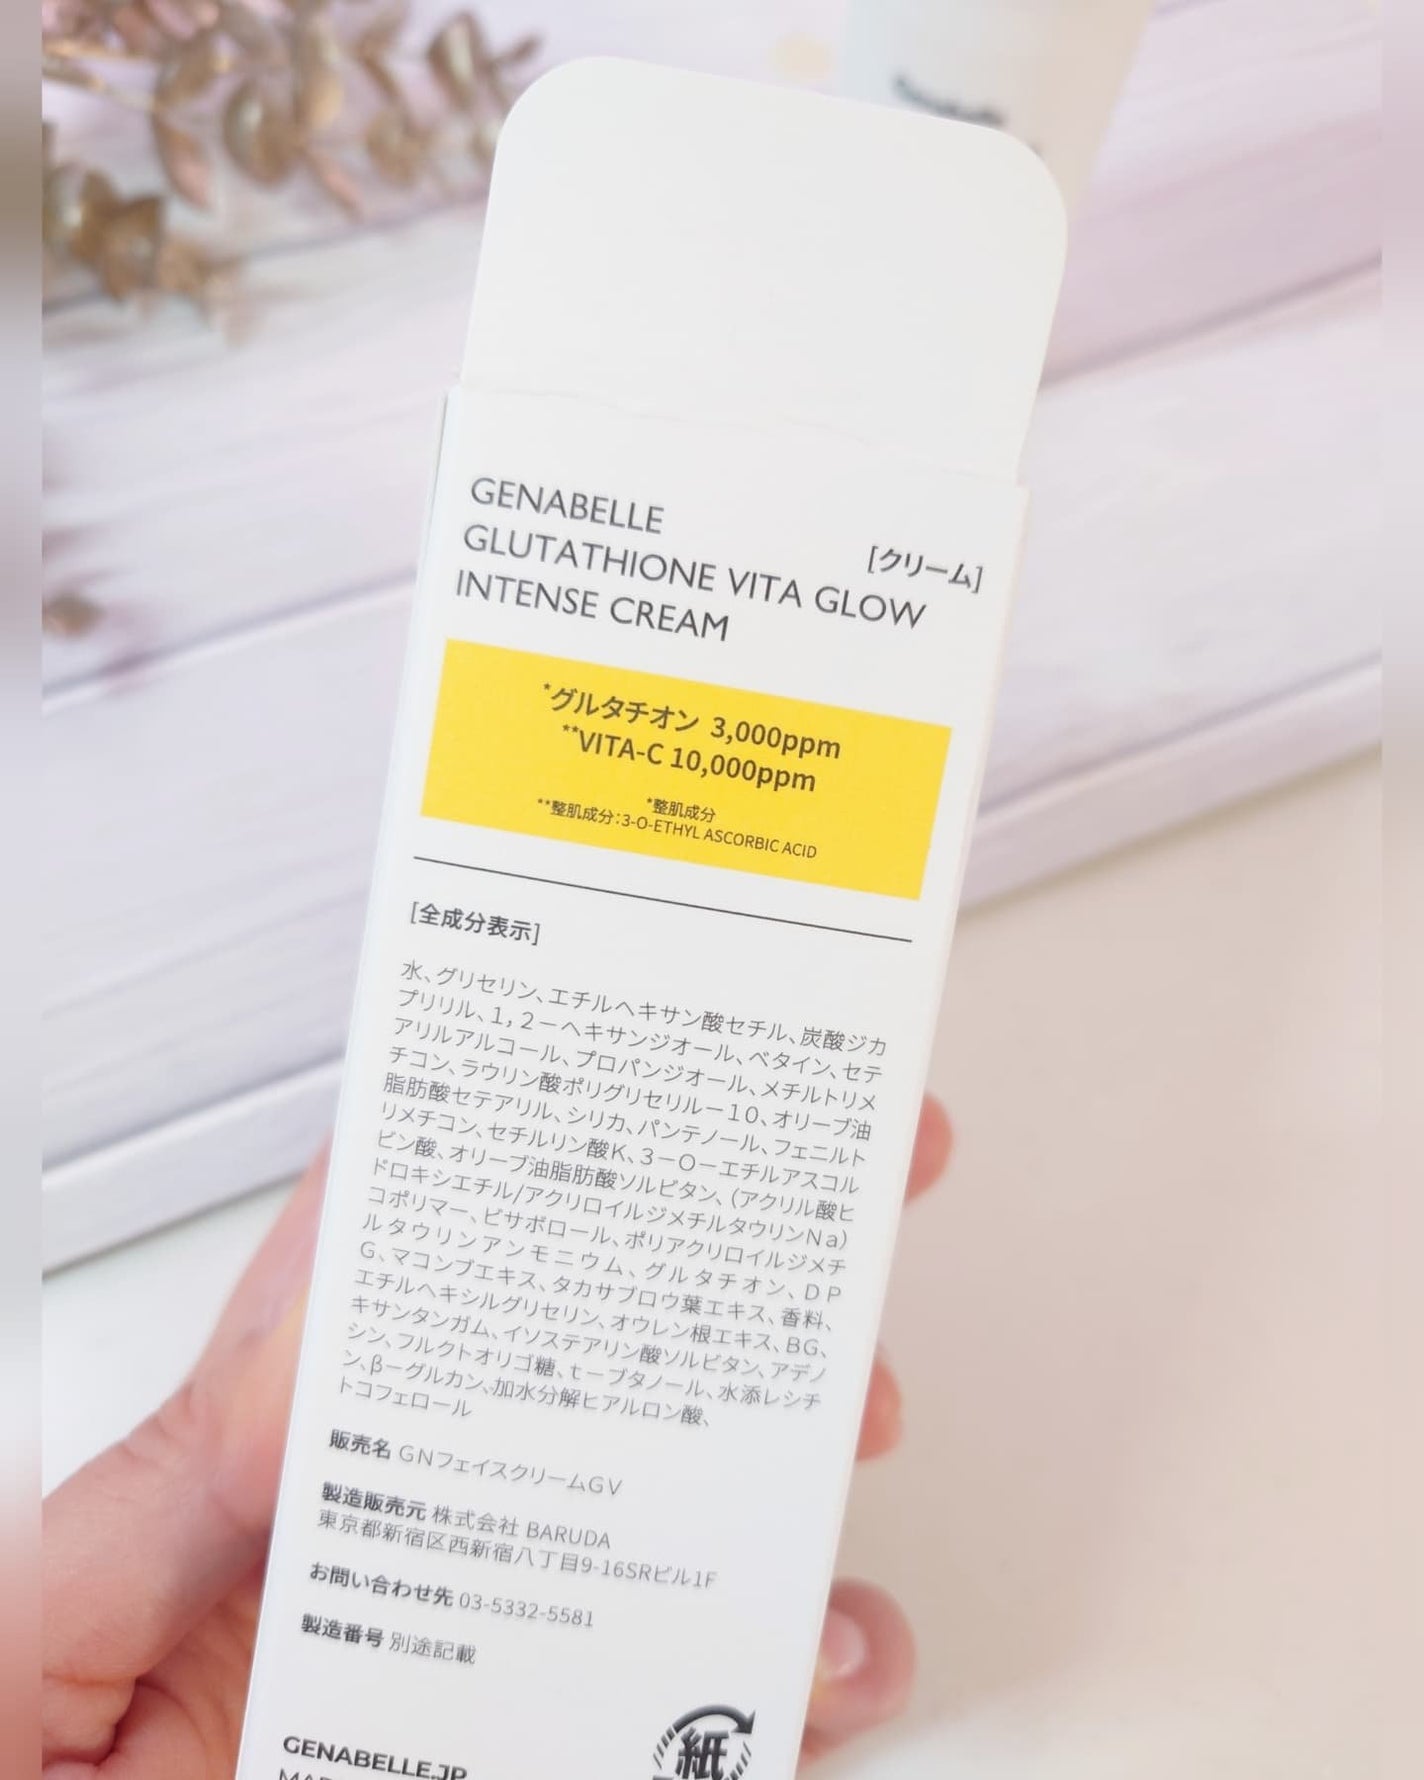 GENABELLE
GLUTATHIONE VITA GLOW
INTENSE CREAM
[クリーム]
*グルタチオン 3,000ppm
**VITA-C 10,000ppm
*整肌成分
**整肌成分:3-O-ETHYL ASCORBIC ACID
[全成分表示]
水、グリセリン、エチルヘキサン酸セチル、炭酸ジカ
プリリル、1,2-ヘキサンジオール、ベタイン、セテ
アリルアルコール、プロパンジオール、メチルトリメ
チコン、ラウリン酸ポリグリセリル-10、オリーブ油
脂肪酸セテアリル、シリカ、パンテノール、フェニルト
リメチコン、セチルリン酸K、3-O-エチルアスコル
ビン酸、オリーブ油脂肪酸ソルビタン、(アクリル酸ヒ
ドロキシエチル/アクリロイルジメチルタウリンNa)
コポリマー、ビサボロール、ポリアクリロイルジメチ
ルタウリンアンモニウム、グルタチオン、DP
G、マコンブエキス、タカサブロウ葉エキス、香料、
エチルヘキシルグリセリン、オウレン根エキス、BG、
キサンタンガム、イソステアリン酸ソルビタン、アデノ
シン、フルクトオリゴ糖、t-ブタノール、水添レシチ
ン、β-グルカン、加水分解ヒアルロン酸、
トコフェロール
販売名 GNフェイスクリームGV
製造販売元 株式会社 BARUDA
東京都新宿区西新宿八丁目9-16SRビル1F
お問い合わせ先 03-5332-5581
製造番号 別途記載
GENABELLE.JP
紙